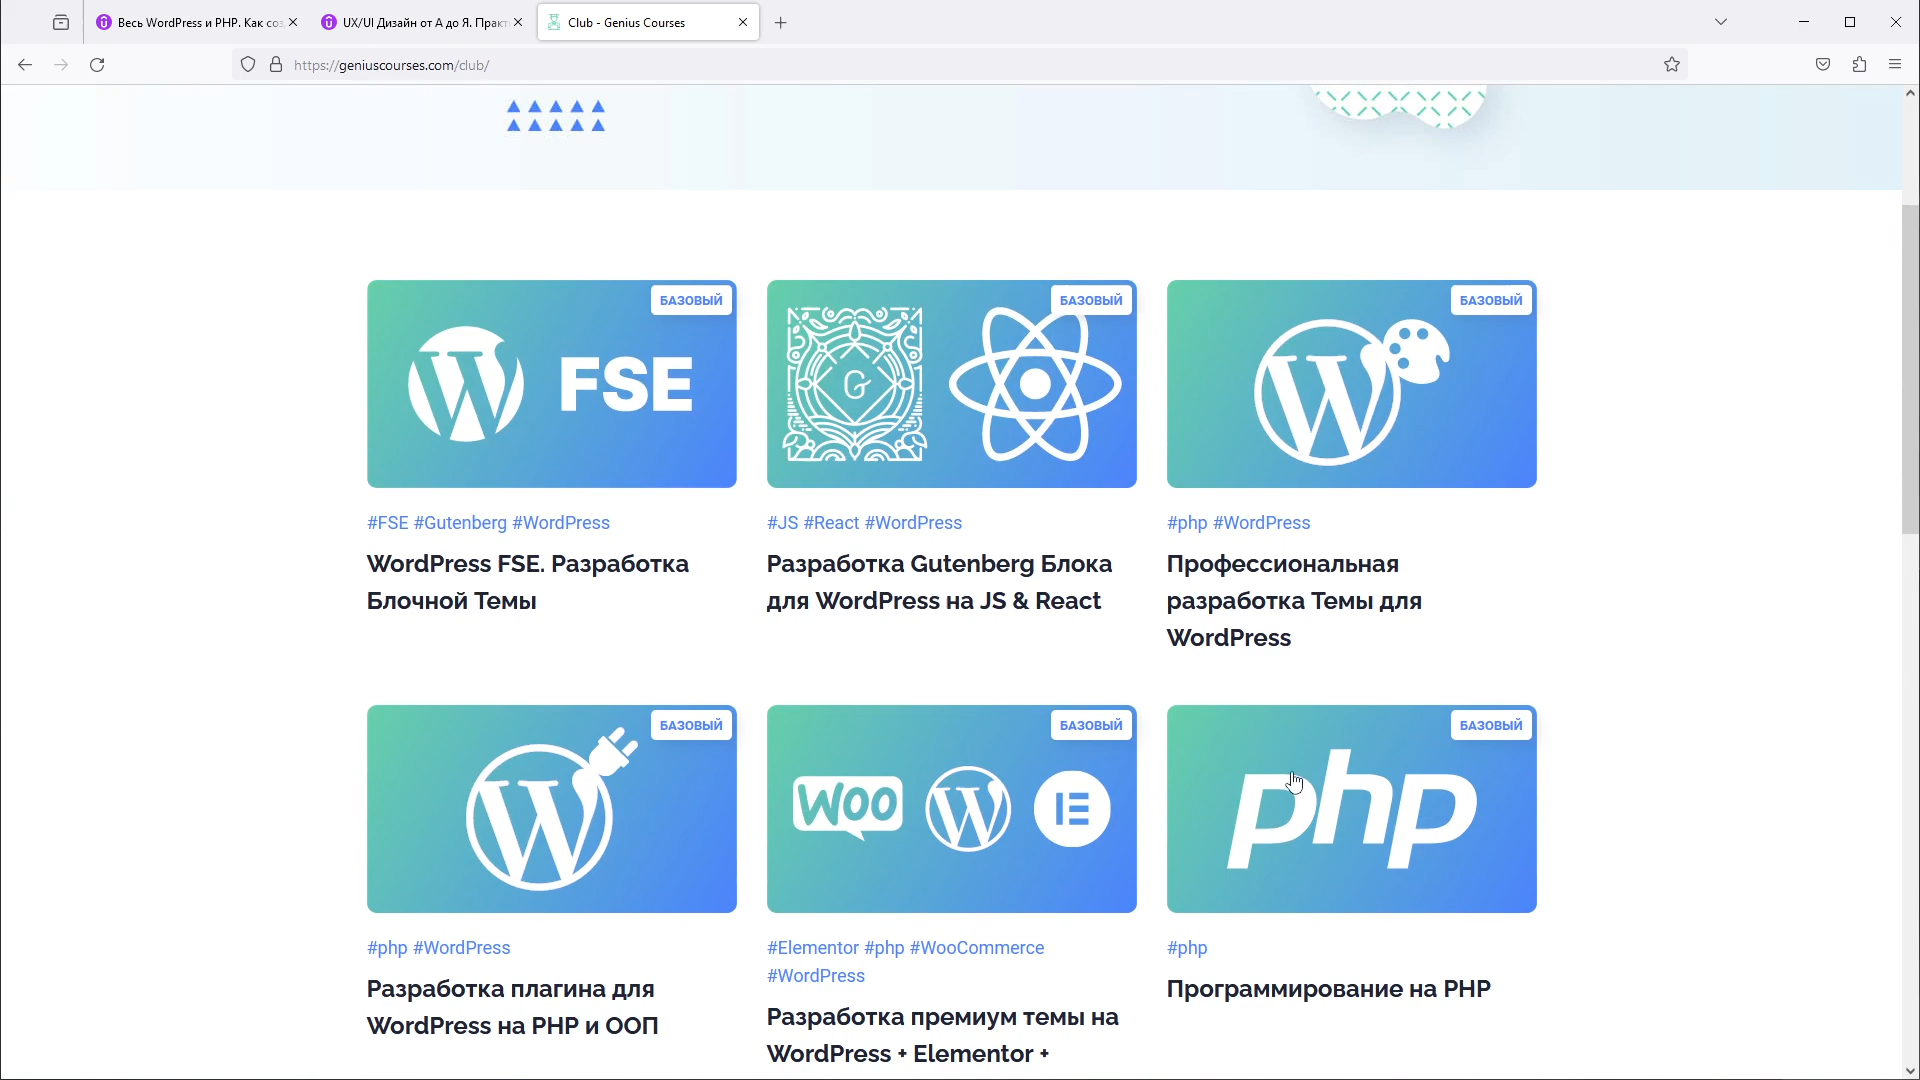 Весь WordPress и PHP. Как соз
UX/UI Дизайн от А до Я. Практ
Club - Genius Courses
https://geniuscourses.com/club/
БАЗОВЫЙ
БАЗОВЫЙ
БАЗОВЫЙ
FSE
G
#FSE #Gutenberg #WordPress
#JS #React #WordPress
#php #WordPress
WordPress FSE. Разработка
Блочной Темы
Разработка Gutenberg Блока
для WordPress на JS & React
Профессиональная
разработка Темы для
WordPress
БАЗОВЫЙ
БАЗОВЫЙ
БАЗОВЫЙ
WOO
php
#php #WordPress
#Elementor #php #WooCommerce
#WordPress
#php
Разработка плагина для
WordPress на PHP и ООП
Разработка премиум темы на
WordPress + Elementor +
Программирование на PHP